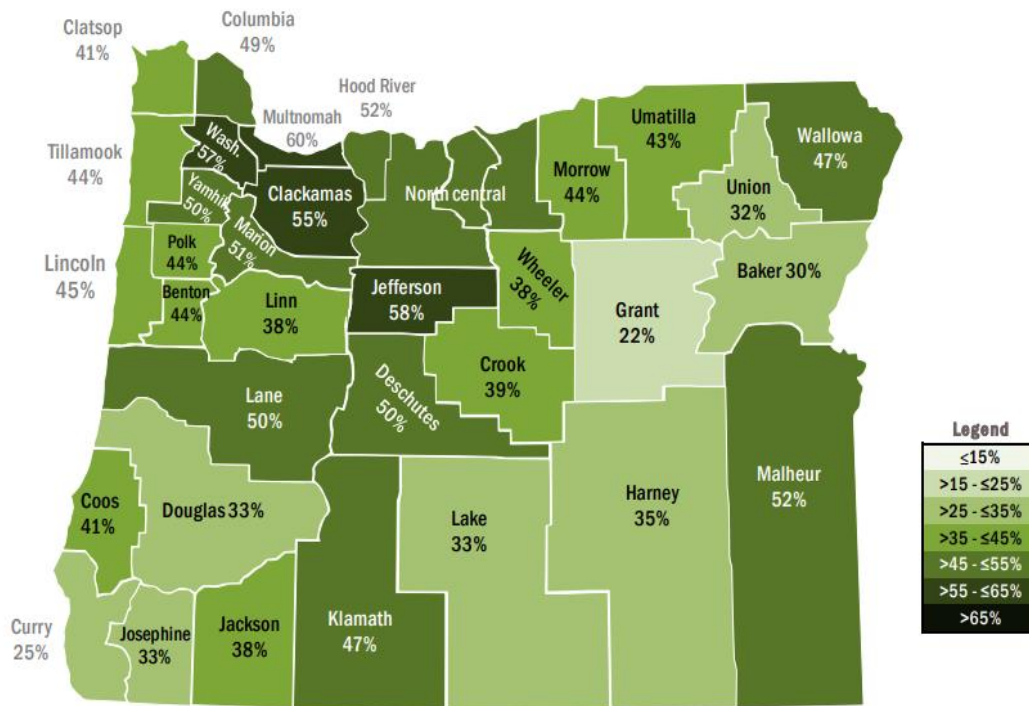 Clatsop
41%
Columbia
49%
Hood River
52%
Multnomah
60%
Tillamook
44%
Wash.
57%
Yamhill
50%
Clackamas
55%
Marion
51%
North central
Morrow
44%
Umatilla
43%
Union
32%
Wallowa
47%
Lincoln
45%
Polk
44%
Benton
44%
Linn
38%
Jefferson
58%
Wheeler
38%
Grant
22%
Baker 30%
Crook
39%
Lane
50%
Deschutes
50%
Coos
41%
Douglas 33%
Lake
33%
Harney
35%
Malheur
52%
Curry
25%
Josephine
33%
Jackson
38%
Klamath
47%
Legend
≤15%
>15 - ≤25%
>25 - ≤35%
>35 - ≤45%
>45 - ≤55%
>55 - ≤65%
>65%